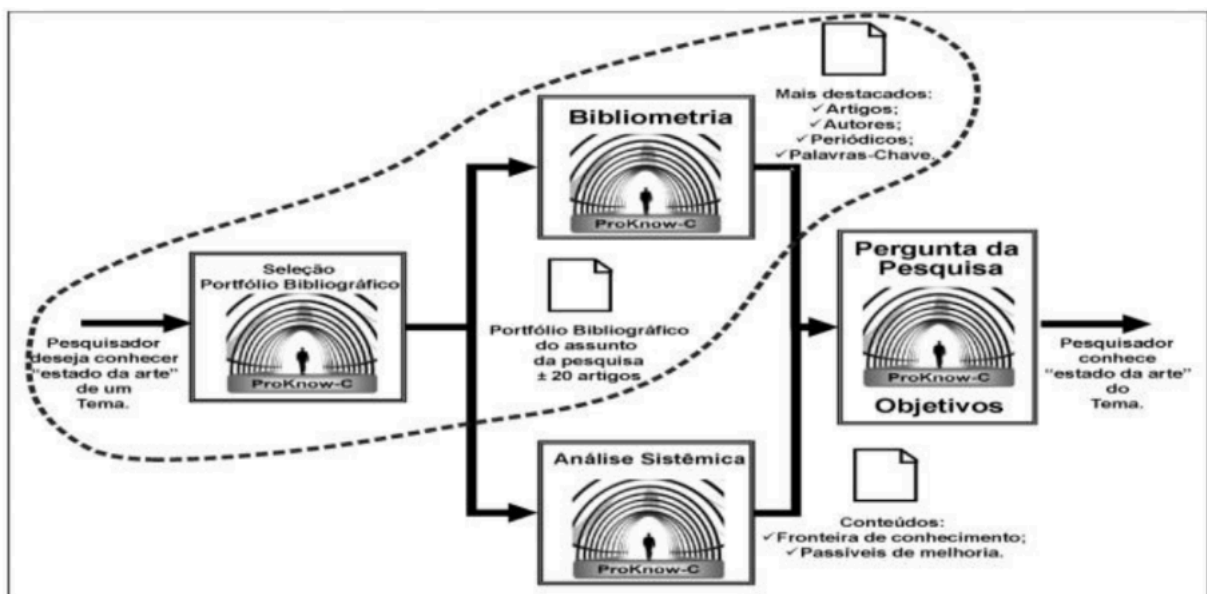 Pesquisador
deseja conhecer
“estado da arte”
de um
Tema.
Seleção
Portfólio Bibliográfico
ProKnow-C
Bibliometria
ProKnow-C
Mais destacados:
✓Artigos;
✓Autores;
✓Periódicos;
✓Palavras-Chave.
Portfólio Bibliográfico
do assunto
da pesquisa
± 20 artigos
Análise Sistêmica
ProKnow-C
Pergunta da
Pesquisa
ProKnow-C
Objetivos
Conteúdos:
✓Fronteira de conhecimento;
✓Passíveis de melhoria.
Pesquisador
conhece
“estado da arte”
do
Tema.